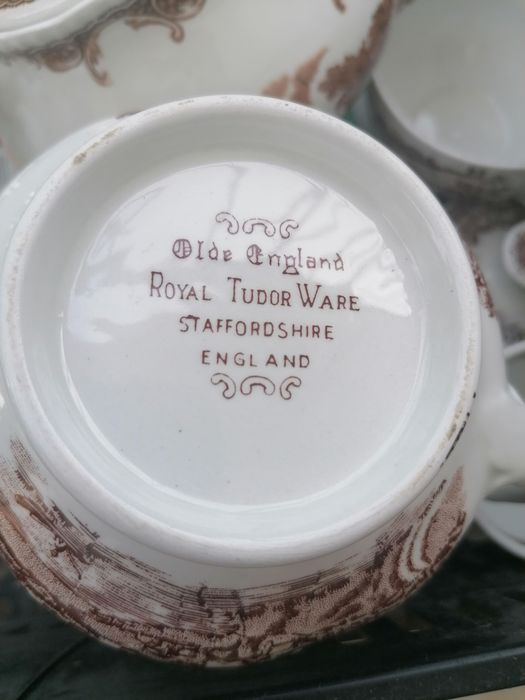 Olde England
ROYAL TUDOR WARE
STAFFORDSHIRE
ENGLAND